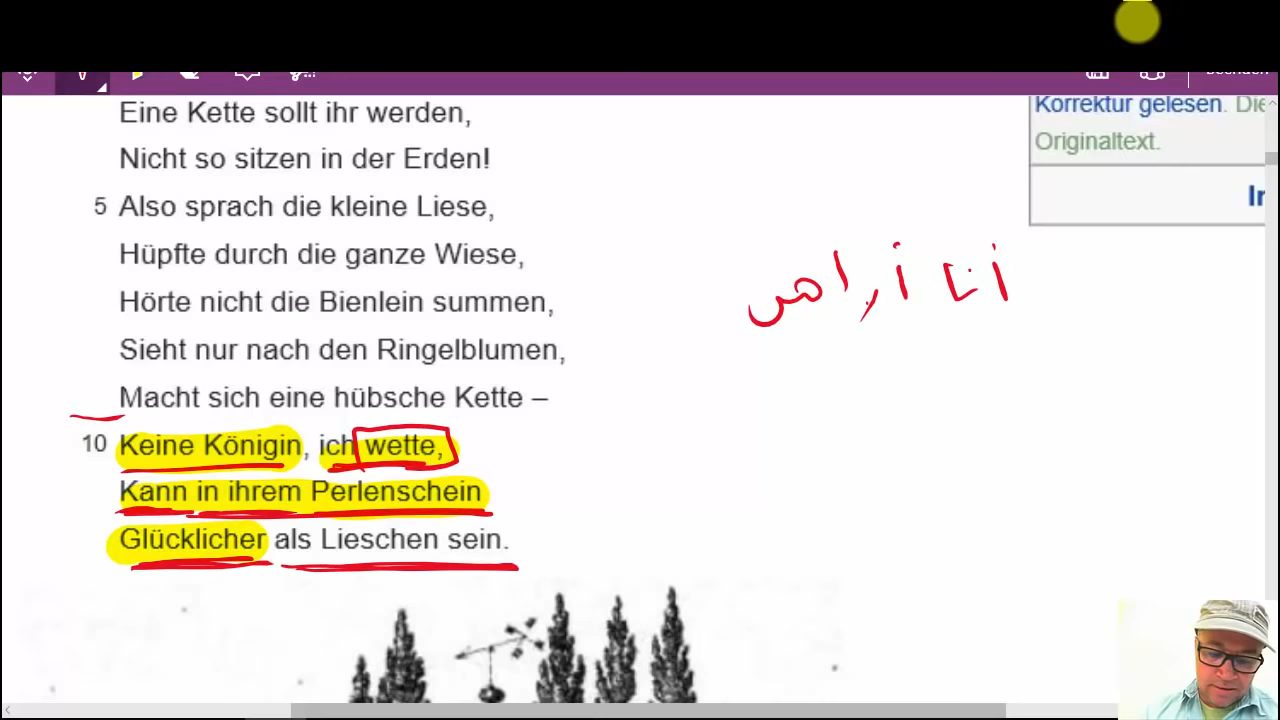 Eine Kette sollt ihr werden,
Nicht so sitzen in der Erden!
5 Also sprach die kleine Liese,
Hüpfte durch die ganze Wiese,
Hörte nicht die Bienlein summen,
Sieht nur nach den Ringelblumen,
Macht sich eine hübsche Kette –
10 Keine Königin, ich wette,
Kann in ihrem Perlenschein
Glücklicher als Lieschen sein.
Korrektur gelesen. Die
Originaltext.
أنا أراهن